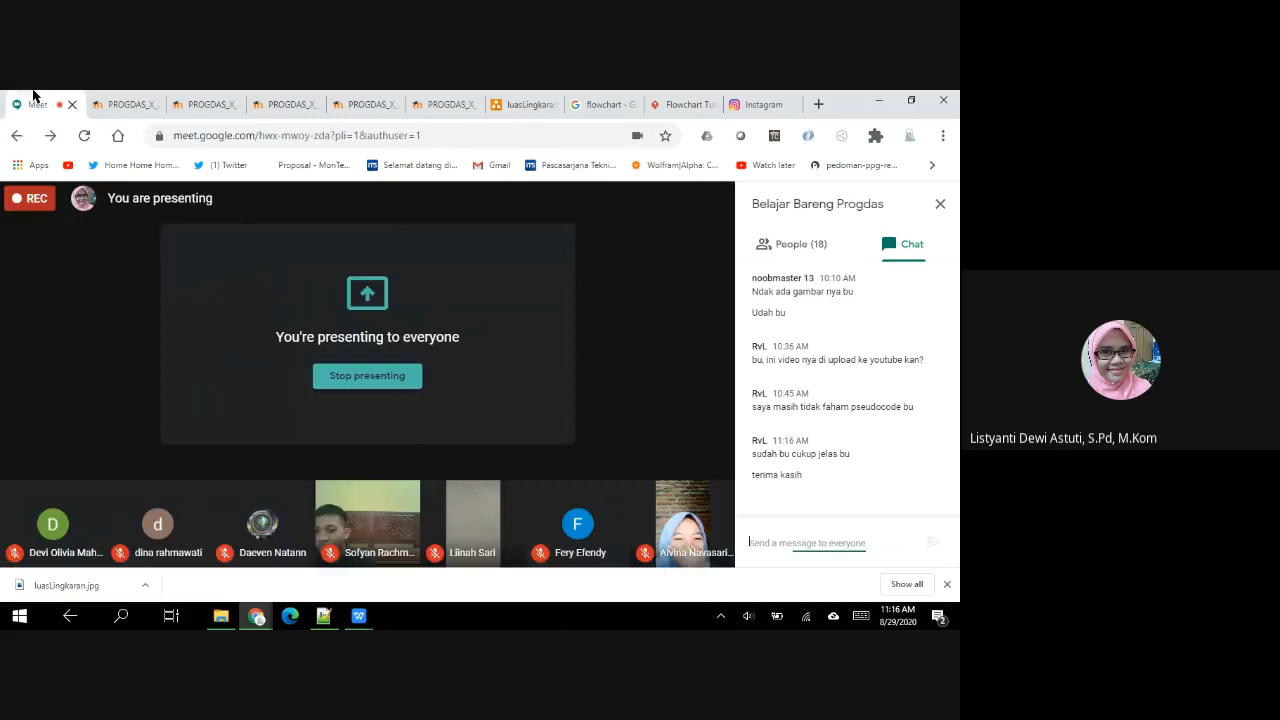 Meet
PROGDAS_X_
PROGDAS_X_
PROGDAS_X_
PROGDAS_X_
PROGDAS_X_
luasLingkaran
flowchart - G
Flowchart Tut
Instagram
meet.google.com/hwx-mwoy-zda?pli=1&authuser=1
Apps
Home Home Hom...
(1) Twitter
Proposal - MonTe...
Selamat datang di...
Gmail
Pascasarjana Tekni...
Wolfram|Alpha: C...
Watch later
pedoman-ppg-re...
REC
You are presenting
You're presenting to everyone
Stop presenting
Belajar Bareng Progdas
People (18)
Chat
noobmaster 13 10:10 AM
Ndak ada gambar nya bu
Udah bu
RvL 10:36 AM
bu, ini video nya di upload ke youtube kan?
RvL 10:45 AM
saya masih tidak faham pseudocode bu
RvL 11:16 AM
sudah bu cukup jelas bu
terima kasih
Send a message to everyone
D
d
F
Devi Olivia Mah...
dina rahmawati
Daeven Natann
Sofyan Rachm...
Liinah Sari
Fery Efendy
Alvina Navasari...
Listyanti Dewi Astuti, S.Pd, M.Kom
luasLingkaran.jpg
Show all
11:16 AM
8/29/2020
2